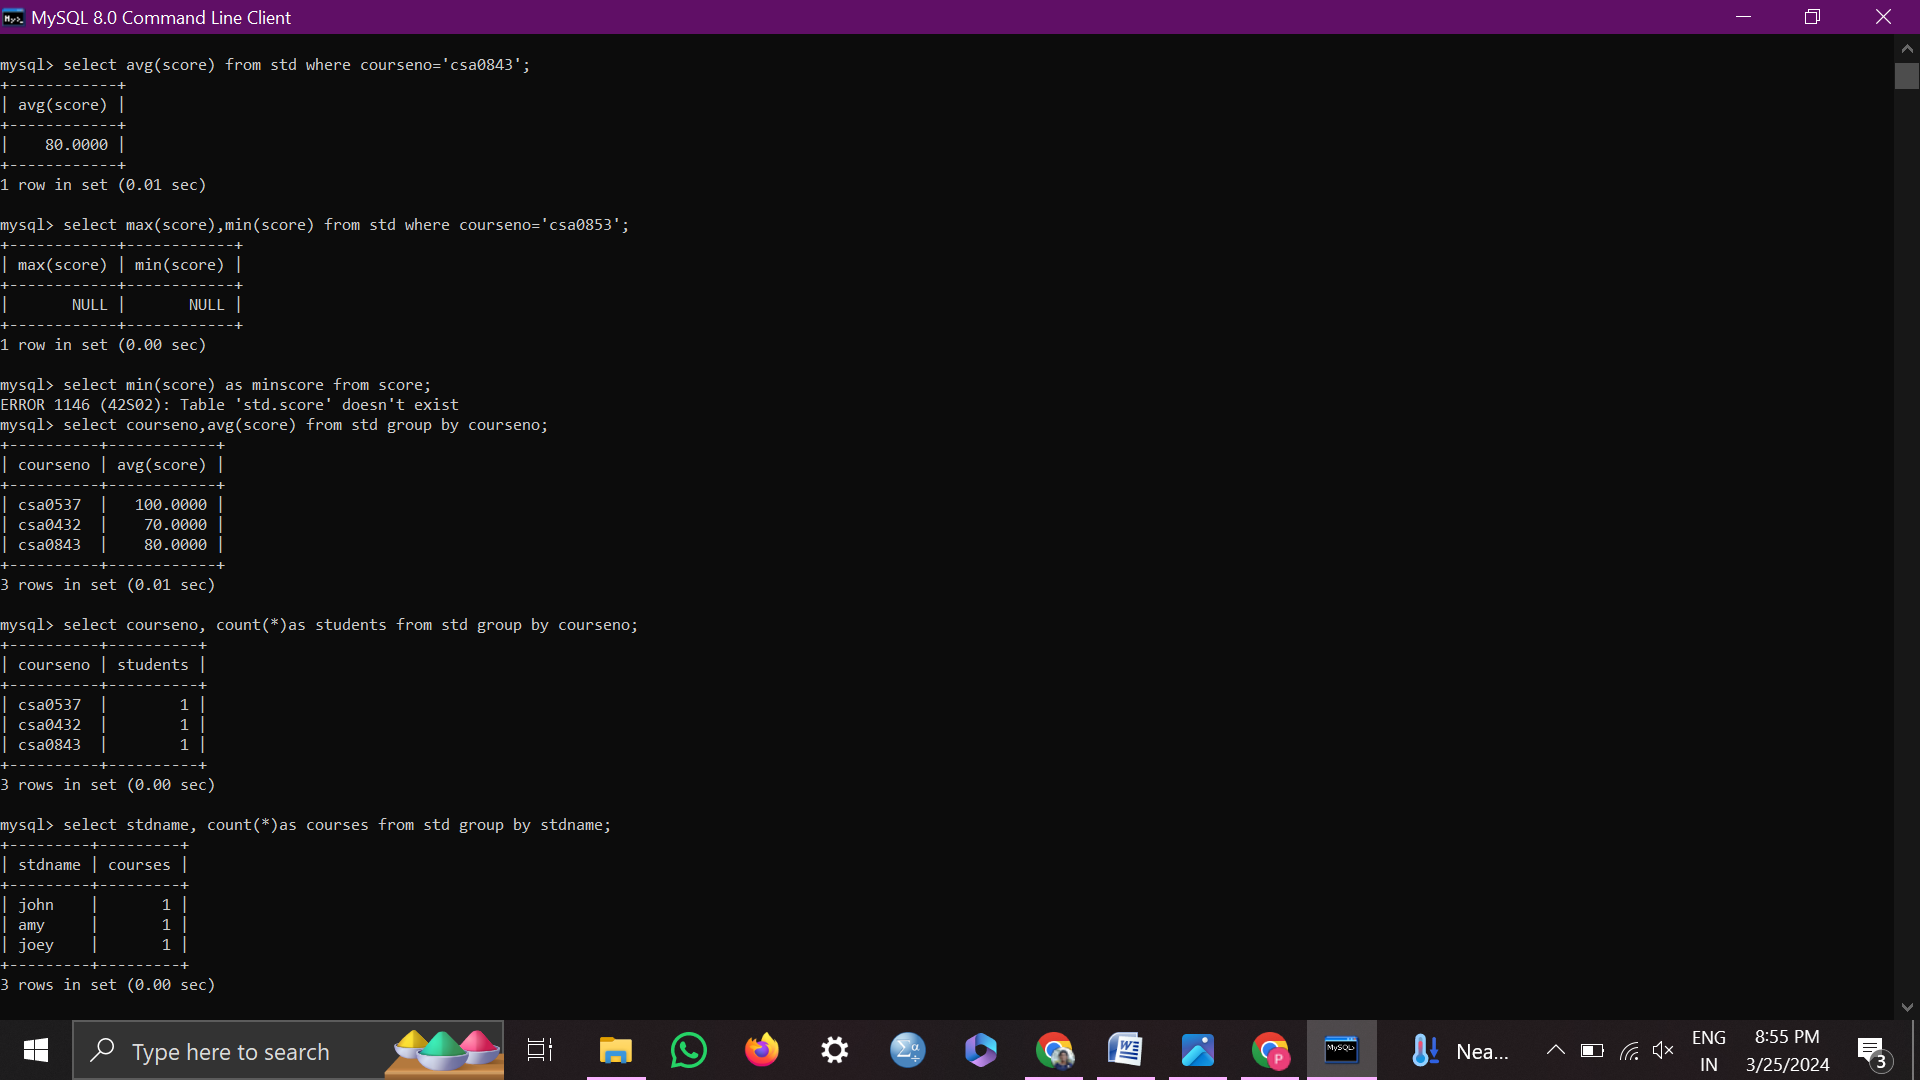 MySQL 8.0 Command Line Client
mysql> select avg(score) from std where courseno='csa0843';
+------------+
| avg(score) |
+------------+
|    80.0000 |
+------------+
1 row in set (0.01 sec)
mysql> select max(score),min(score) from std where courseno='csa0853';
+------------+------------+
| max(score) | min(score) |
+------------+------------+
|       NULL |       NULL |
+------------+------------+
1 row in set (0.00 sec)
mysql> select min(score) as minscore from score;
ERROR 1146 (42S02): Table 'std.score' doesn't exist
mysql> select courseno,avg(score) from std group by courseno;
+----------+------------+
| courseno | avg(score) |
+----------+------------+
| csa0537  |   100.0000 |
| csa0432  |    70.0000 |
| csa0843  |    80.0000 |
+----------+------------+
3 rows in set (0.01 sec)
mysql> select courseno, count(*)as students from std group by courseno;
+----------+----------+
| courseno | students |
+----------+----------+
| csa0537  |        1 |
| csa0432  |        1 |
| csa0843  |        1 |
+----------+----------+
3 rows in set (0.00 sec)
mysql> select stdname, count(*)as courses from std group by stdname;
+---------+---------+
| stdname | courses |
+---------+---------+
| john    |       1 |
| amy     |       1 |
| joey    |       1 |
+---------+---------+
3 rows in set (0.00 sec)
Type here to search
Σα
÷
W
P
MySQL>
Nea...
ENG
IN
8:55 PM
3/25/2024
3